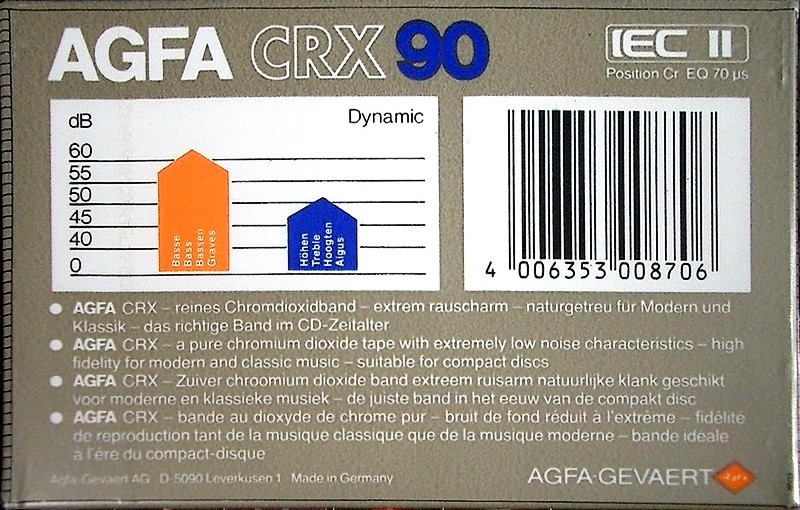 AGFA CRX 90
IEC II
Position Cr EQ 70 µs
dB
Dynamic
60
55
50
45
40
0
Basse
Bass
Bassen
Graves
Höhen
Treble
Hoogten
Aigus
4 006353 008706
AGFA CRX – reines Chromdioxidband – extrem rauscharm – naturgetreu für Modern und
Klassik – das richtige Band im CD-Zeitalter
AGFA CRX – a pure chromium dioxide tape with extremely low noise characteristics – high
fidelity for modern and classic music – suitable for compact discs
AGFA CRX – Zuiver chroomium dioxide band extreem ruisarm natuurlijke klank geschikt
voor moderne en klassieke musiek – de juiste band in het eeuw van de compakt disc
AGFA CRX – bande au dioxyde de chrome pur – bruit de fond réduit à l'extrême – fidélité
de reproduction tant de la musique classique que de la musique moderne – bande idéale
a l'ére du compact-disque
Agfa-Gevaert AG D-5090 Leverkusen 1 Made in Germany
AGFA-GEVAERT
Agfa